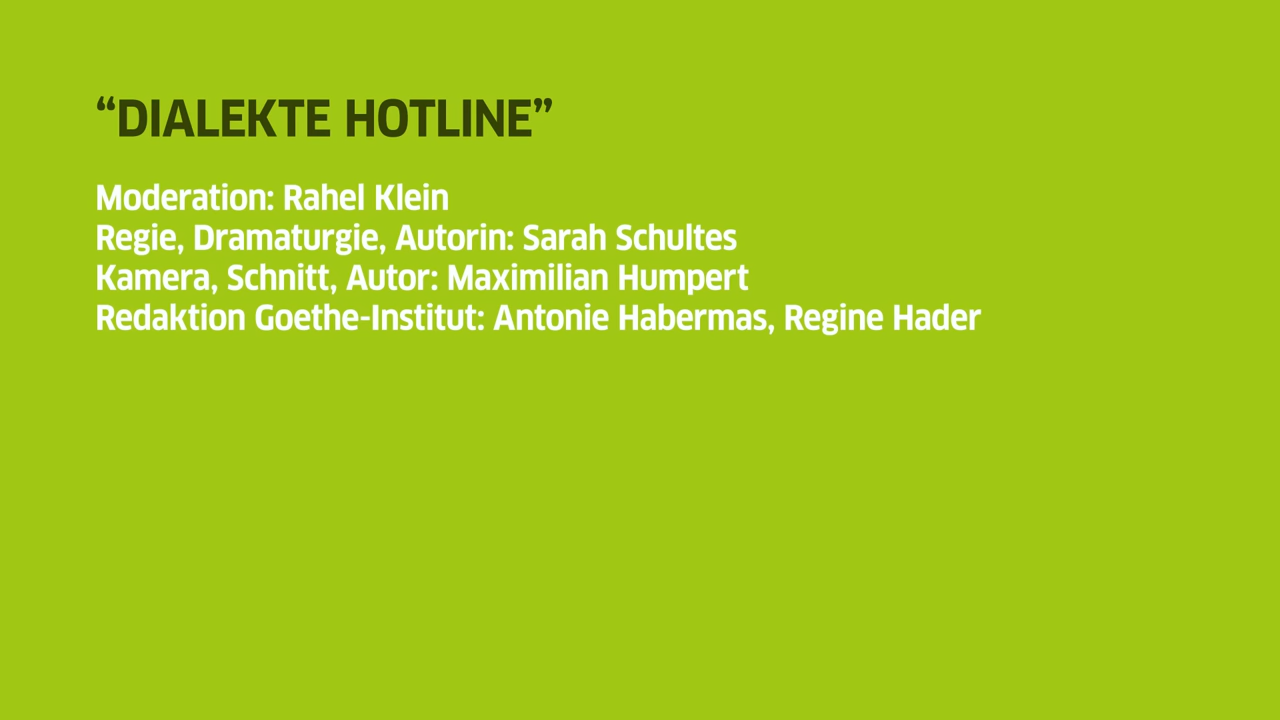 “DIALEKTE HOTLINE”
Moderation: Rahel Klein
Regie, Dramaturgie, Autorin: Sarah Schultes
Kamera, Schnitt, Autor: Maximilian Humpert
Redaktion Goethe-Institut: Antonie Habermas, Regine Hader